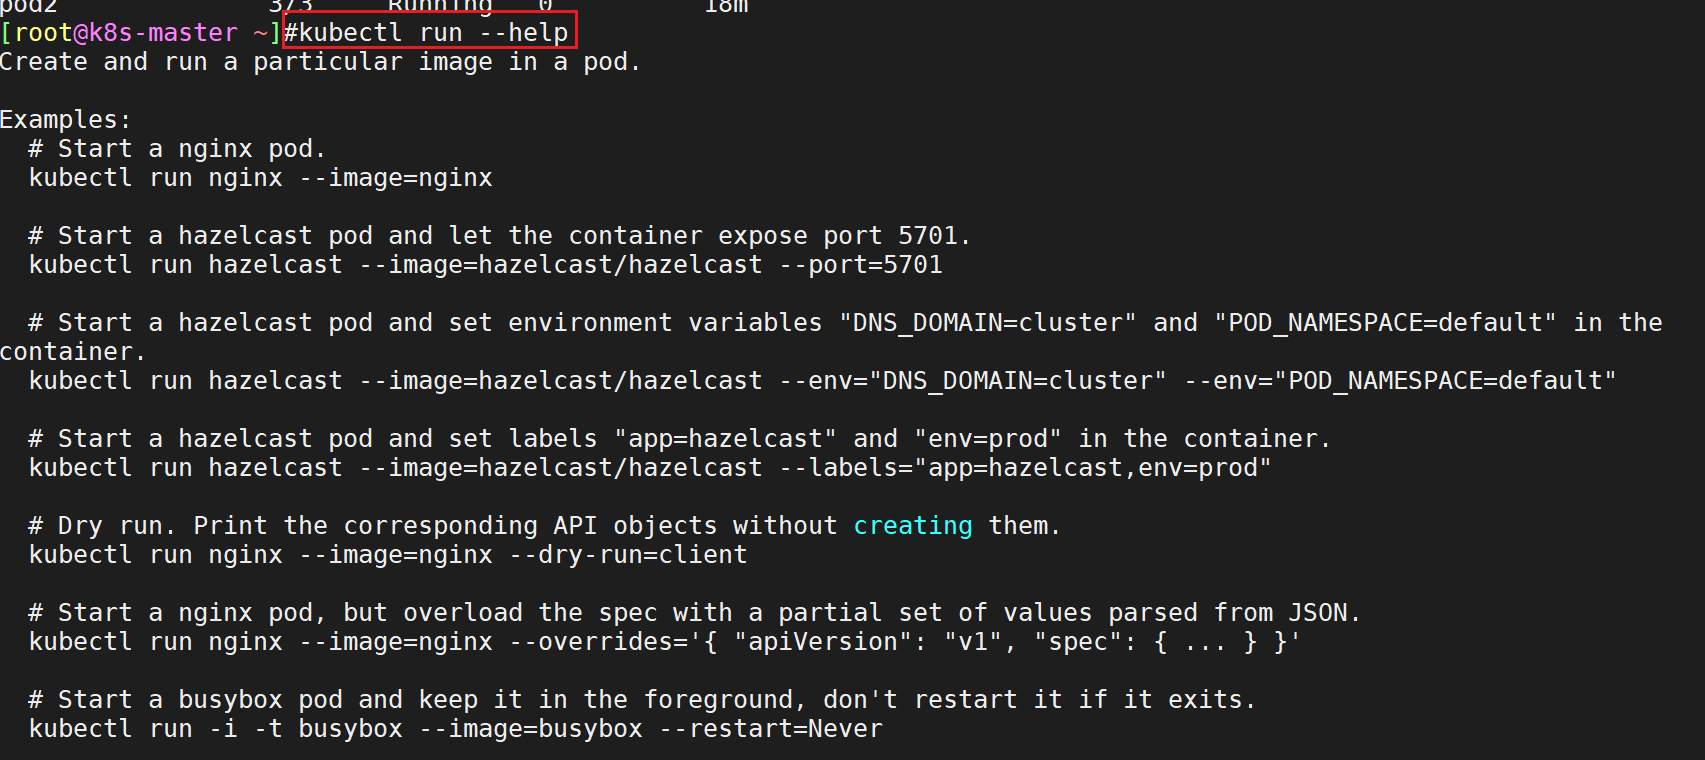 pod2 3/3 Running 0 18m
[root@k8s-master ~]#kubectl run --help
Create and run a particular image in a pod.
Examples:
# Start a nginx pod.
kubectl run nginx --image=nginx
# Start a hazelcast pod and let the container expose port 5701.
kubectl run hazelcast --image=hazelcast/hazelcast --port=5701
# Start a hazelcast pod and set environment variables "DNS_DOMAIN=cluster" and "POD_NAMESPACE=default" in the
container.
kubectl run hazelcast --image=hazelcast/hazelcast --env="DNS_DOMAIN=cluster" --env="POD_NAMESPACE=default"
# Start a hazelcast pod and set labels "app=hazelcast" and "env=prod" in the container.
kubectl run hazelcast --image=hazelcast/hazelcast --labels="app=hazelcast,env=prod"
# Dry run. Print the corresponding API objects without creating them.
kubectl run nginx --image=nginx --dry-run=client
# Start a nginx pod, but overload the spec with a partial set of values parsed from JSON.
kubectl run nginx --image=nginx --overrides='{ "apiVersion": "v1", "spec": { ... } }'
# Start a busybox pod and keep it in the foreground, don't restart it if it exits.
kubectl run -i -t busybox --image=busybox --restart=Never